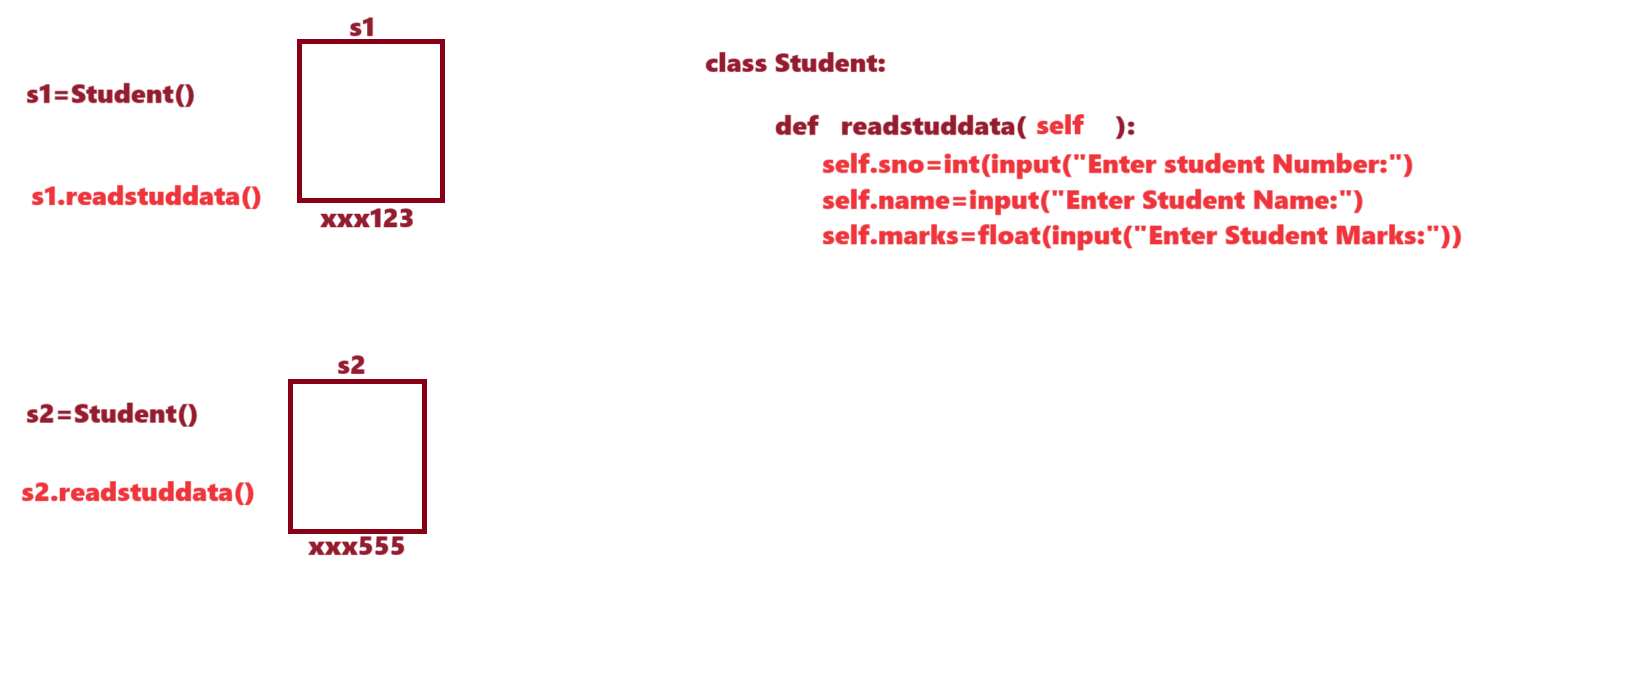 s1
s1=Student()
s1.readstuddata()
xxx123
class Student:
def readstuddata( self ):
self.sno=int(input("Enter student Number:")
self.name=input("Enter Student Name:")
self.marks=float(input("Enter Student Marks:"))
s2
s2=Student()
s2.readstuddata()
xxx555